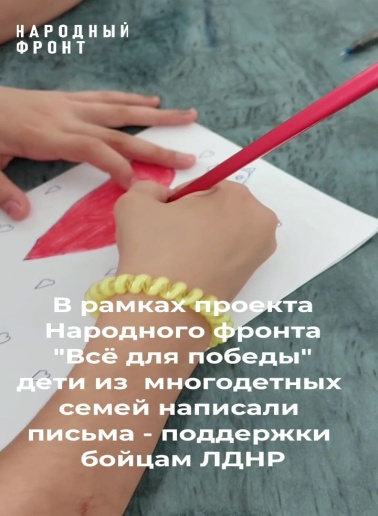 НАРОДНЫЙ
ФРОНТ
В рамках проекта
Народного фронта
"Всё для победы"
дети из многодетных
семей написали
письма - поддержки
бойцам ЛДНР